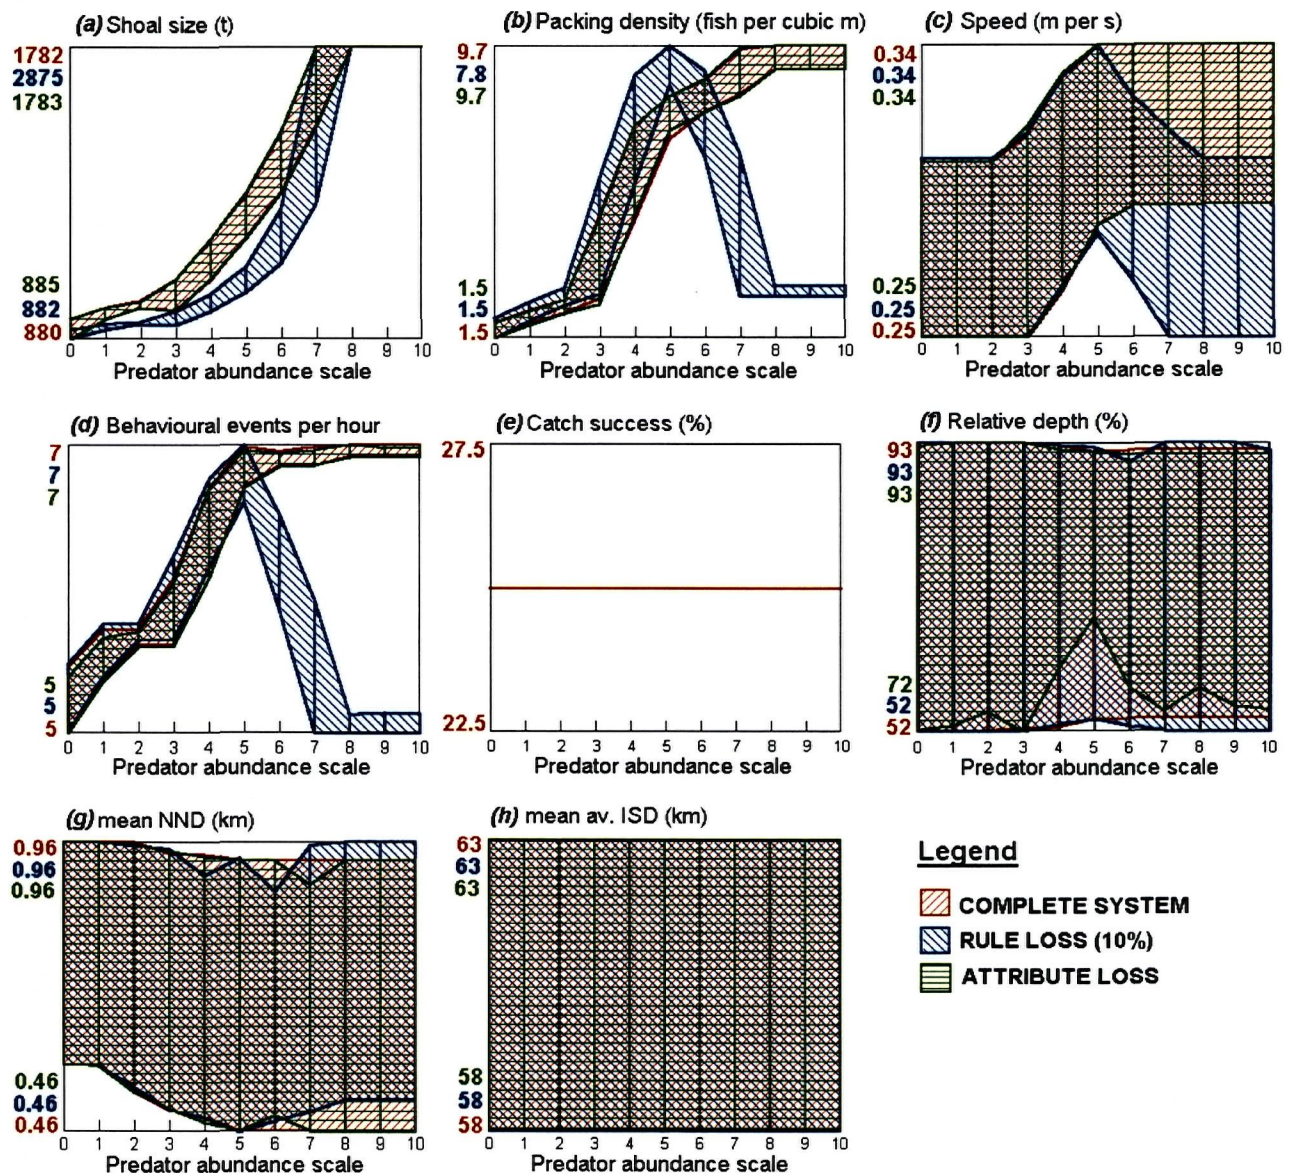 (a) Shoal size (t)
1782
2875
1783
885
882
880
0 1 2 3 4 5 6 7 8 9 10
Predator abundance scale
(b) Packing density (fish per cubic m)
9.7
7.8
9.7
1.5
1.5
1.5
0 1 2 3 4 5 6 7 8 9 10
Predator abundance scale
(c) Speed (m per s)
0.34
0.34
0.34
0.25
0.25
0.25
0 1 2 3 4 5 6 7 8 9 10
Predator abundance scale
(d) Behavioural events per hour
7
7
7
5
5
5
0 1 2 3 4 5 6 7 8 9 10
Predator abundance scale
(e) Catch success (%)
27.5
22.5
0 1 2 3 4 5 6 7 8 9 10
Predator abundance scale
(f) Relative depth (%)
93
93
93
72
52
52
0 1 2 3 4 5 6 7 8 9 10
Predator abundance scale
(g) mean NND (km)
0.96
0.96
0.96
0.46
0.46
0.46
0 1 2 3 4 5 6 7 8 9 10
Predator abundance scale
(h) mean av. ISD (km)
63
63
63
58
58
58
0 1 2 3 4 5 6 7 8 9 10
Predator abundance scale
Legend
COMPLETE SYSTEM
RULE LOSS (10%)
ATTRIBUTE LOSS